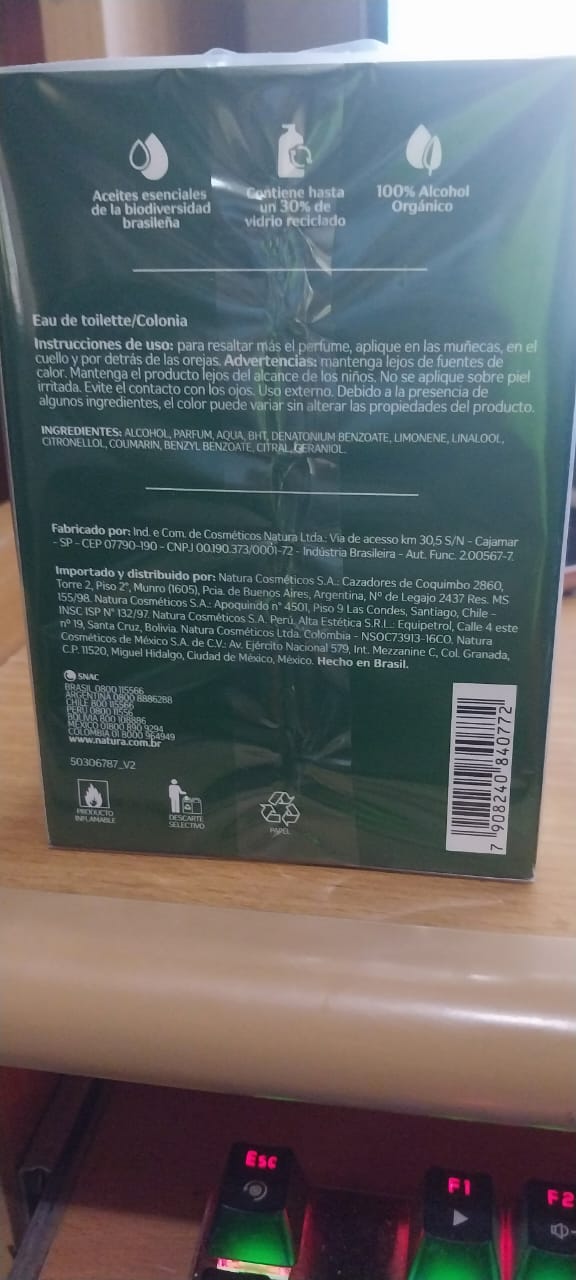 Aceites esenciales
de la biodiversidad
brasileña
Contiene hasta
un 30% de
vidrio reciclado
100% Alcohol
Orgánico
Eau de toilette/Colonia
Instrucciones de uso: para resaltar más el perfume, aplique en las muñecas, en el
cuello y por detrás de las orejas. Advertencias: mantenga lejos de fuentes de
calor. Mantenga el producto lejos del alcance de los niños. No se aplique sobre piel
irritada. Evite el contacto con los ojos. Uso externo. Debido a la presencia de
algunos ingredientes, el color puede variar sin alterar las propiedades del producto.
INGREDIENTES: ALCOHOL, PARFUM, AQUA, BHT, DENATONIUM BENZOATE, LIMONENE, LINALOOL,
CITRONELLOL, COUMARIN, BENZYL BENZOATE, CITRAL, GERANIOL.
Fabricado por: Ind. e Com. de Cosméticos Natura Ltda.: Via de acesso km 30,5 S/N - Cajamar
- SP - CEP 07790-190 - CNPJ 00.190.373/0001-72 - Indústria Brasileira - Aut. Func. 2.00567-7.
Importado y distribuido por: Natura Cosméticos S.A.: Cazadores de Coquimbo 2860,
Torre 2, Piso 2°, Munro (1605), Pcia. de Buenos Aires, Argentina, N° de Legajo 2437 Res. MS
155/98. Natura Cosméticos S.A.: Apoquindo n° 4501, Piso 9 Las Condes, Santiago, Chile -
INSC ISP N° 132/97. Natura Cosméticos S.A. Perú. Alta Estética S.R.L.: Equipetrol, Calle 4 este
n° 19, Santa Cruz, Bolivia. Natura Cosméticos Ltda. Colombia - NSOC73913-16CO, Natura
Cosméticos de México S.A. de C.V.: Av. Ejército Nacional 579, Int. Mezzanine C, Col. Granada,
C.P. 11520, Miguel Hidalgo, Ciudad de México, México. Hecho en Brasil.
SNAC
BRASIL 0800 115566
ARGENTINA 0800 8886288
CHILE 800 115566
PERÚ 0800 11556
BOLIVIA 800 108886
MÉXICO 01800 890 9294
COLOMBIA 01 8000 964949
www.natura.com.br
50306787_V2
PRODUCTO
INFLAMABLE
DESCARTE
SELECTIVO
PAPEL
7 908240 840772
Esc
F1
F2